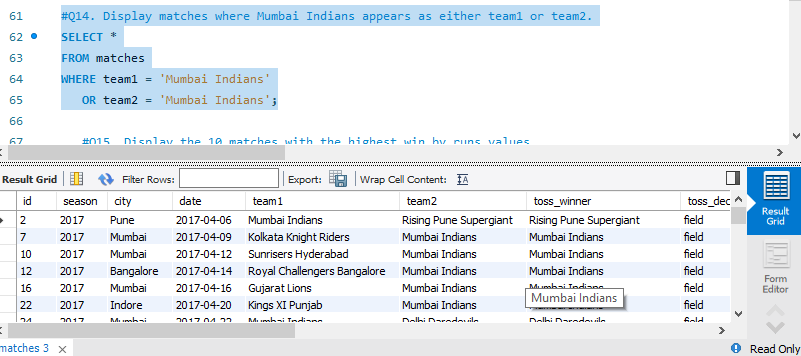 61 #Q14. Display matches where Mumbai Indians appears as either team1 or team2.
62 SELECT *
63 FROM matches
64 WHERE team1 = 'Mumbai Indians'
65 OR team2 = 'Mumbai Indians';
66
67 #Q15. Display the 10 matches with the highest win by runs values
Result Grid Filter Rows: Export: Wrap Cell Content:
id season city date team1 team2 toss_winner toss_dec
2 2017 Pune 2017-04-06 Mumbai Indians Rising Pune Supergiant Rising Pune Supergiant field
7 2017 Mumbai 2017-04-09 Kolkata Knight Riders Mumbai Indians Mumbai Indians field
10 2017 Mumbai 2017-04-12 Sunrisers Hyderabad Mumbai Indians Mumbai Indians field
12 2017 Bangalore 2017-04-14 Royal Challengers Bangalore Mumbai Indians Mumbai Indians field
16 2017 Mumbai 2017-04-16 Gujarat Lions Mumbai Indians Mumbai Indians field
22 2017 Indore 2017-04-20 Kings XI Punjab Mumbai Indians Mumbai Indians field
24 2017 Mumbai 2017-04-22 Mumbai Indians Delhi Daredevils Delhi Daredevils field
Mumbai Indians
Result
Grid
Form
Editor
matches 3 Read Only